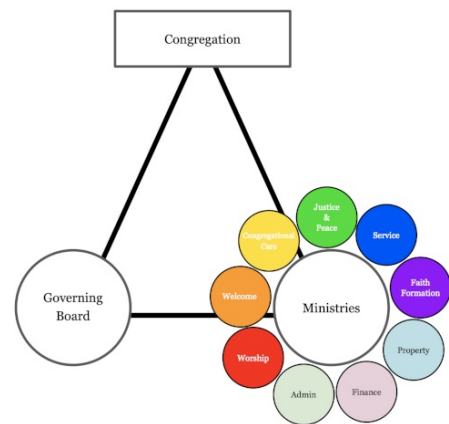 Congregation
Justice
&
Peace
Congregational
Care
Service
Faith
Formation
Governing
Board
Welcome
Ministries
Worship
Property
Admin
Finance